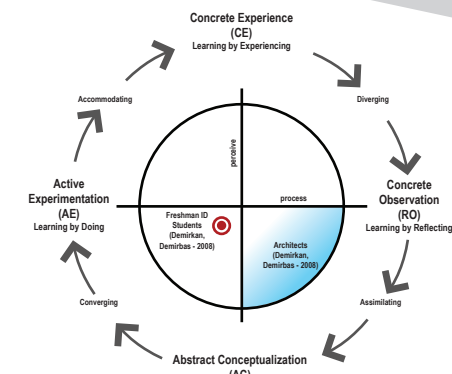 Concrete Experience
(CE)
Learning by Experiencing
Accommodating
Diverging
perceive
process
Active
Experimentation
(AE)
Learning by Doing
Concrete
Observation
(RO)
Learning by Reflecting
Freshman ID
Students
(Demirkan,
Demirbas - 2008)
Architects
(Demirkan,
Demirbas - 2008)
Converging
Assimilating
Abstract Conceptualization
(AC)